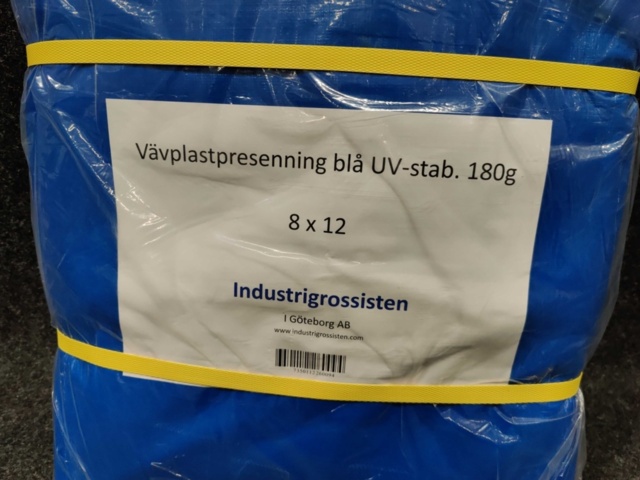 Vävplastpresenning blå UV-stab. 180g
8 x 12
Industrigrossisten
I Göteborg AB
www.industrigrossisten.com